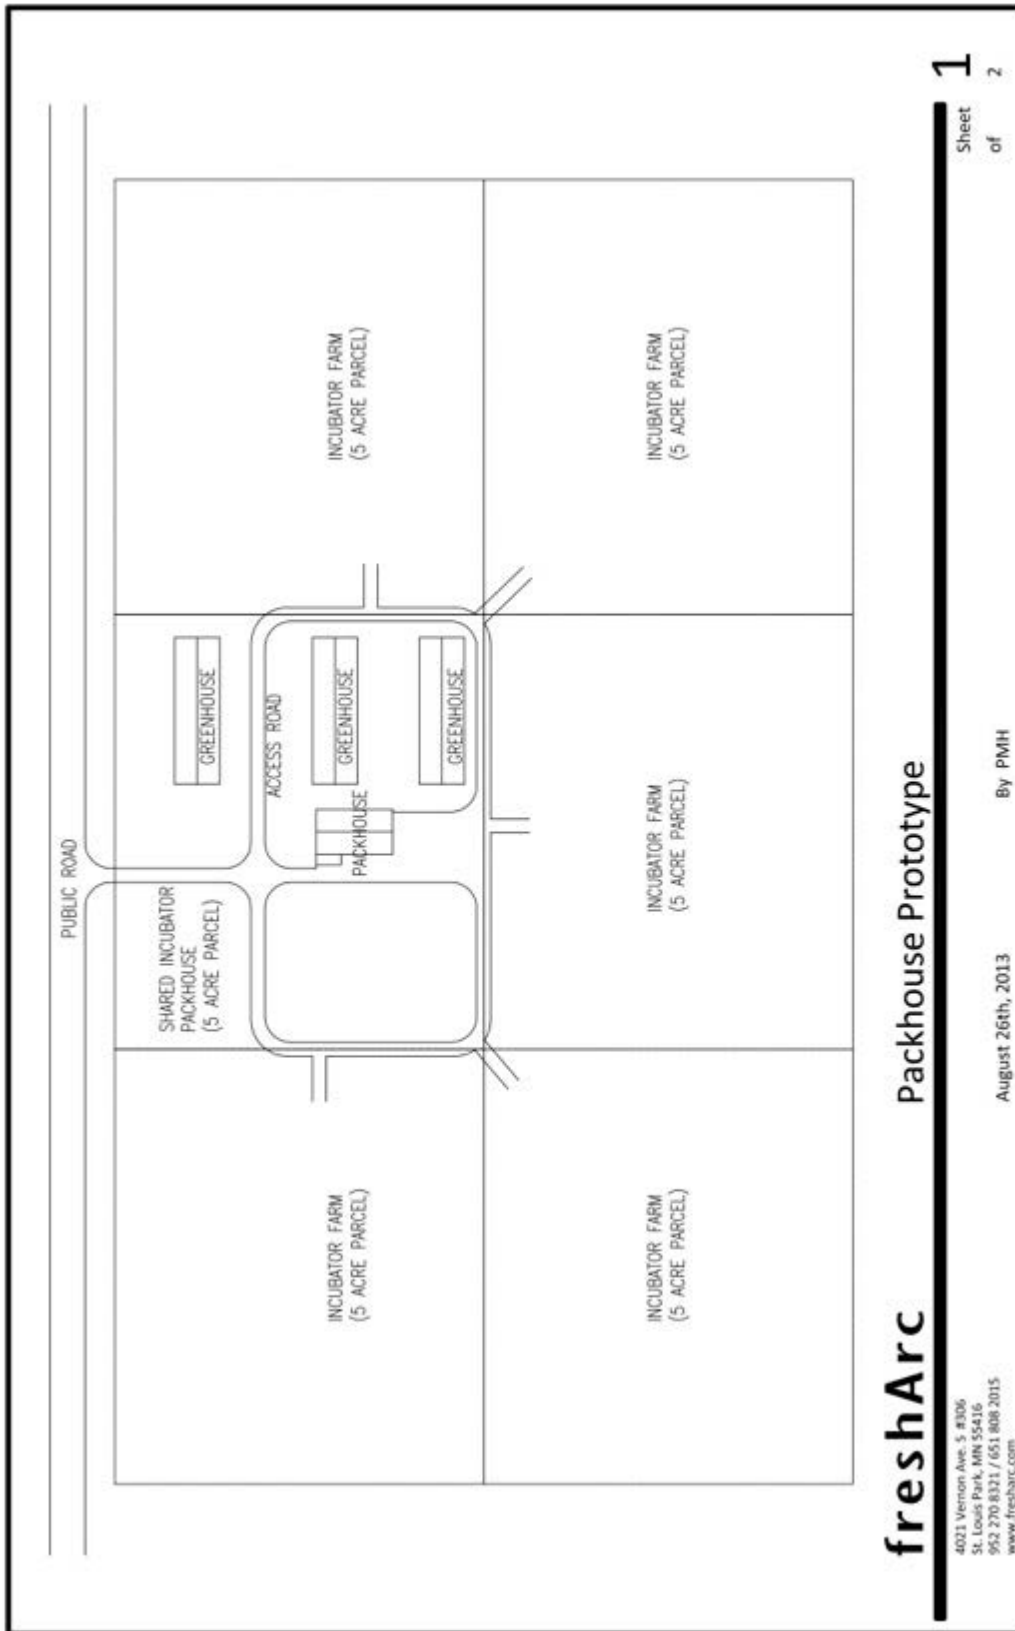 PUBLIC ROAD
SHARED INCUBATOR
PACKHOUSE
(5 ACRE PARCEL)
GREENHOUSE
ACCESS ROAD
GREENHOUSE
PACKHOUSE
GREENHOUSE
INCUBATOR FARM
(5 ACRE PARCEL)
INCUBATOR FARM
(5 ACRE PARCEL)
INCUBATOR FARM
(5 ACRE PARCEL)
INCUBATOR FARM
(5 ACRE PARCEL)
INCUBATOR FARM
(5 ACRE PARCEL)
freshArc
Packhouse Prototype
4021 Vernon Ave. S #306
St. Louis Park, MN 55416
952 270 8321 / 651 808 2015
www.fresharc.com
August 26th, 2013
By PMH
Sheet 1
of 2